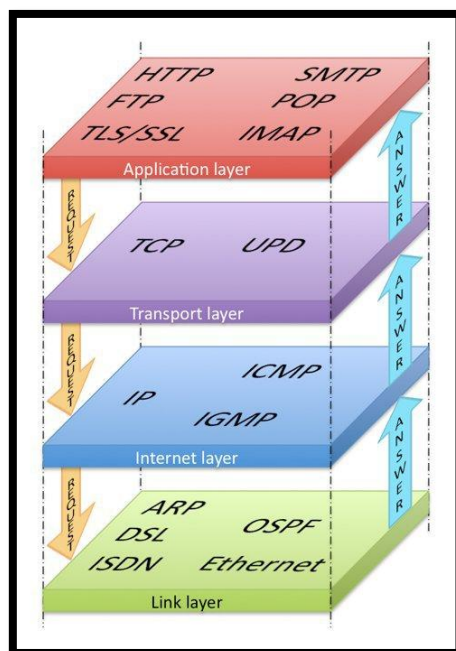 HTTP SMTP
FTP POP
TLS/SSL IMAP
Application layer
REQUEST
ANSWER
TCP UPD
Transport layer
REQUEST
ANSWER
ICMP
IP
IGMP
Internet layer
REQUEST
ANSWER
ARP
DSL OSPF
ISDN Ethernet
Link layer